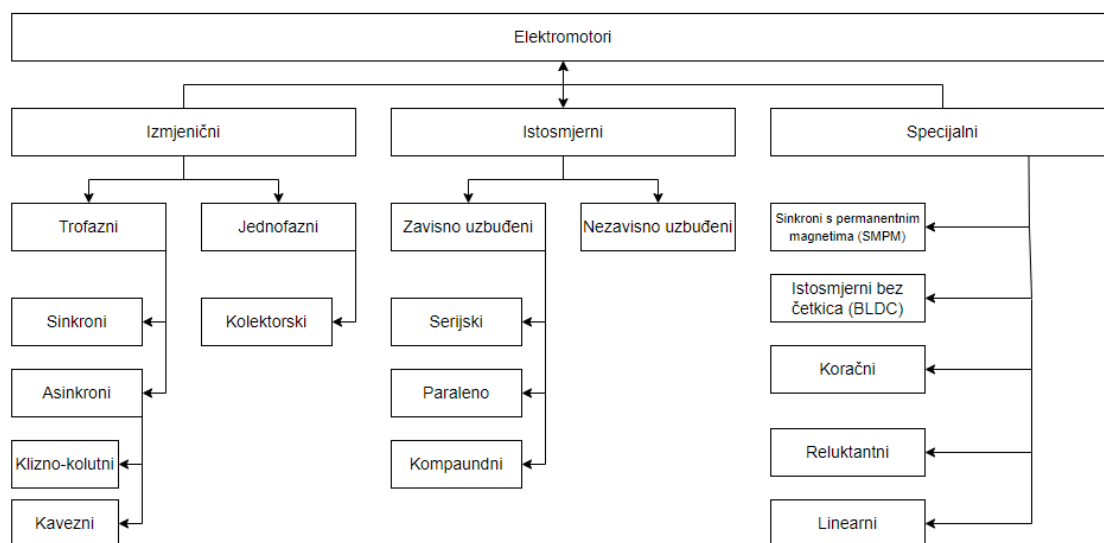 Elektromotori
Izmjenični
Istosmjerni
Specijalni
Trofazni
Jednofazni
Zavisno uzbuđeni
Nezavisno uzbuđeni
Sinkroni s permanentnim
magnetima (SMPM)
Istosmjerni bez
četkica (BLDC)
Sinkroni
Kolektorski
Serijski
Koračni
Asinkroni
Paraleno
Klizno-kolutni
Kompaundni
Reluktantni
Kavezni
Linearni